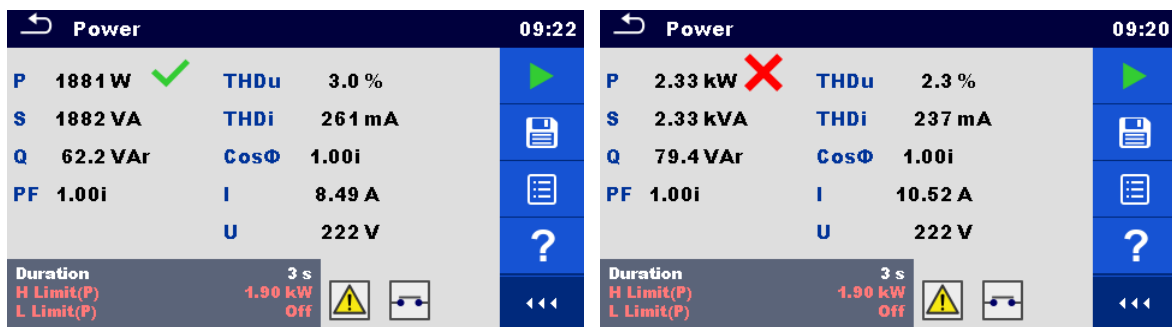 Power 09:22
P 1881 W THDu 3.0 %
S 1882 VA THDi 261 mA
Q 62.2 VAr CosΦ 1.00i
PF 1.00i I 8.49 A
U 222 V
?
Duration 3 s
H Limit(P) 1.90 kW
L Limit(P) Off
Power 09:20
P 2.33 kW THDu 2.3 %
S 2.33 kVA THDi 237 mA
Q 79.4 VAr CosΦ 1.00i
PF 1.00i I 10.52 A
U 222 V
?
Duration 3 s
H Limit(P) 1.90 kW
L Limit(P) Off